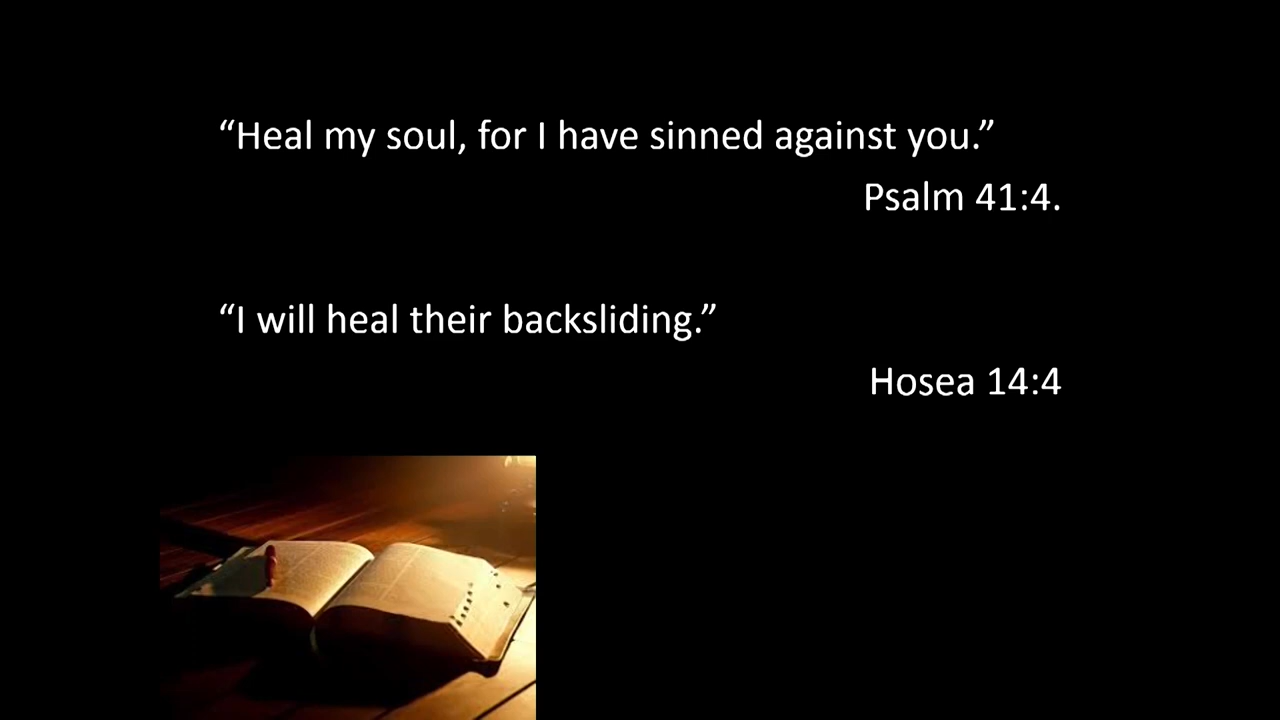 “Heal my soul, for I have sinned against you.”
Psalm 41:4.
“I will heal their backsliding.”
Hosea 14:4